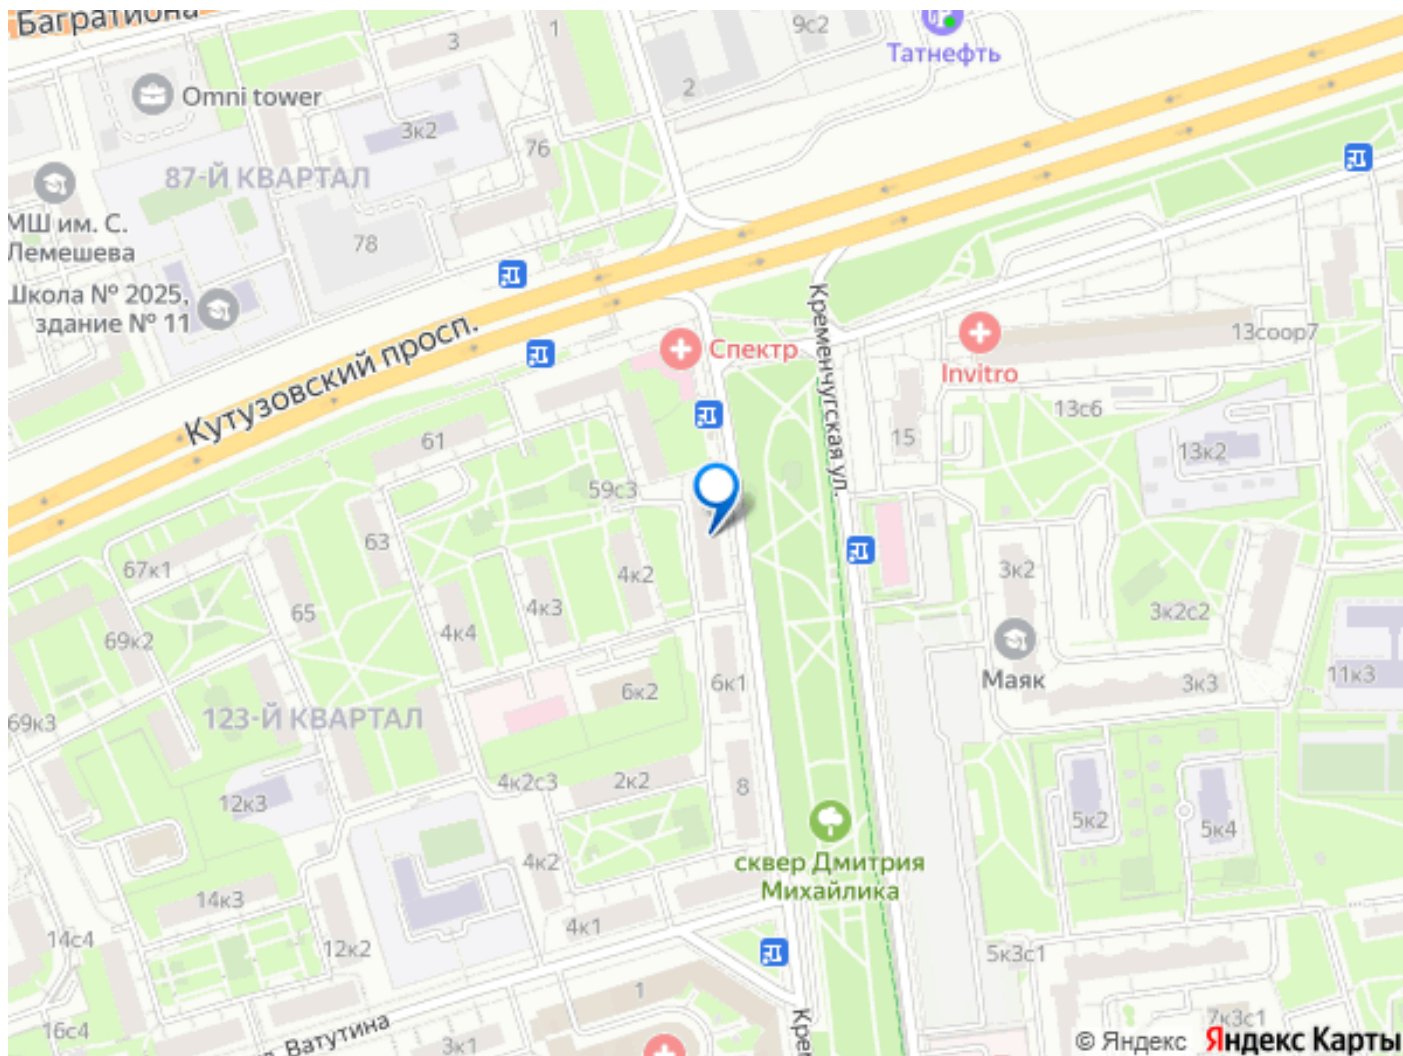 Багратиона
3
1
9с2
Татнефть
2
Omni tower
3к2
76
87-Й КВАРТАЛ
МШ им. С.
Лемешева
78
Школа № 2025,
здание № 11
Кутузовский просп.
Спектр
Кременчугская ул.
Invitro
13соор7
13с6
15
13к2
61
59с3
63
67к1
4к2
4к3
4к4
65
69к2
3к2
3к2с2
Маяк
3к3
11к3
6к2
6к1
69к3
123-Й КВАРТАЛ
4к2с3
2к2
8
12к3
5к2
5к4
4к2
сквер Дмитрия
Михайлика
14к3
4к1
14с4
12к2
5к3с1
1
16с4
Ватутина
3к1
7к3с1
© Яндекс Яндекс Карты